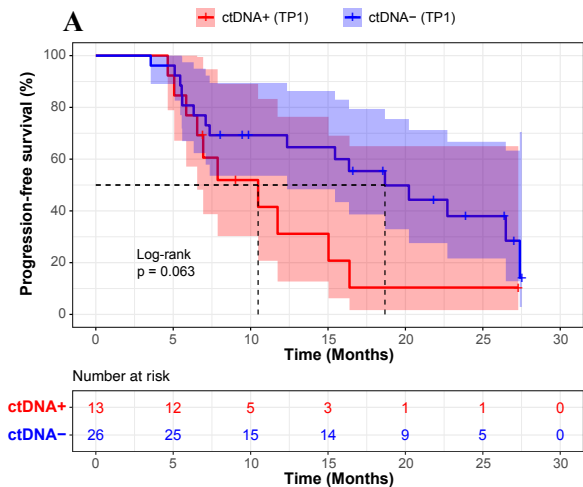 A
ctDNA+ (TP1) ctDNA− (TP1)
Progression-free survival (%)
100
80
60
40
20
0
Log-rank
p = 0.063
0 5 10 15 20 25 30
Time (Months)
Number at risk
ctDNA+ 13 12 5 3 1 1 0
ctDNA− 26 25 15 14 9 5 0
0 5 10 15 20 25 30
Time (Months)